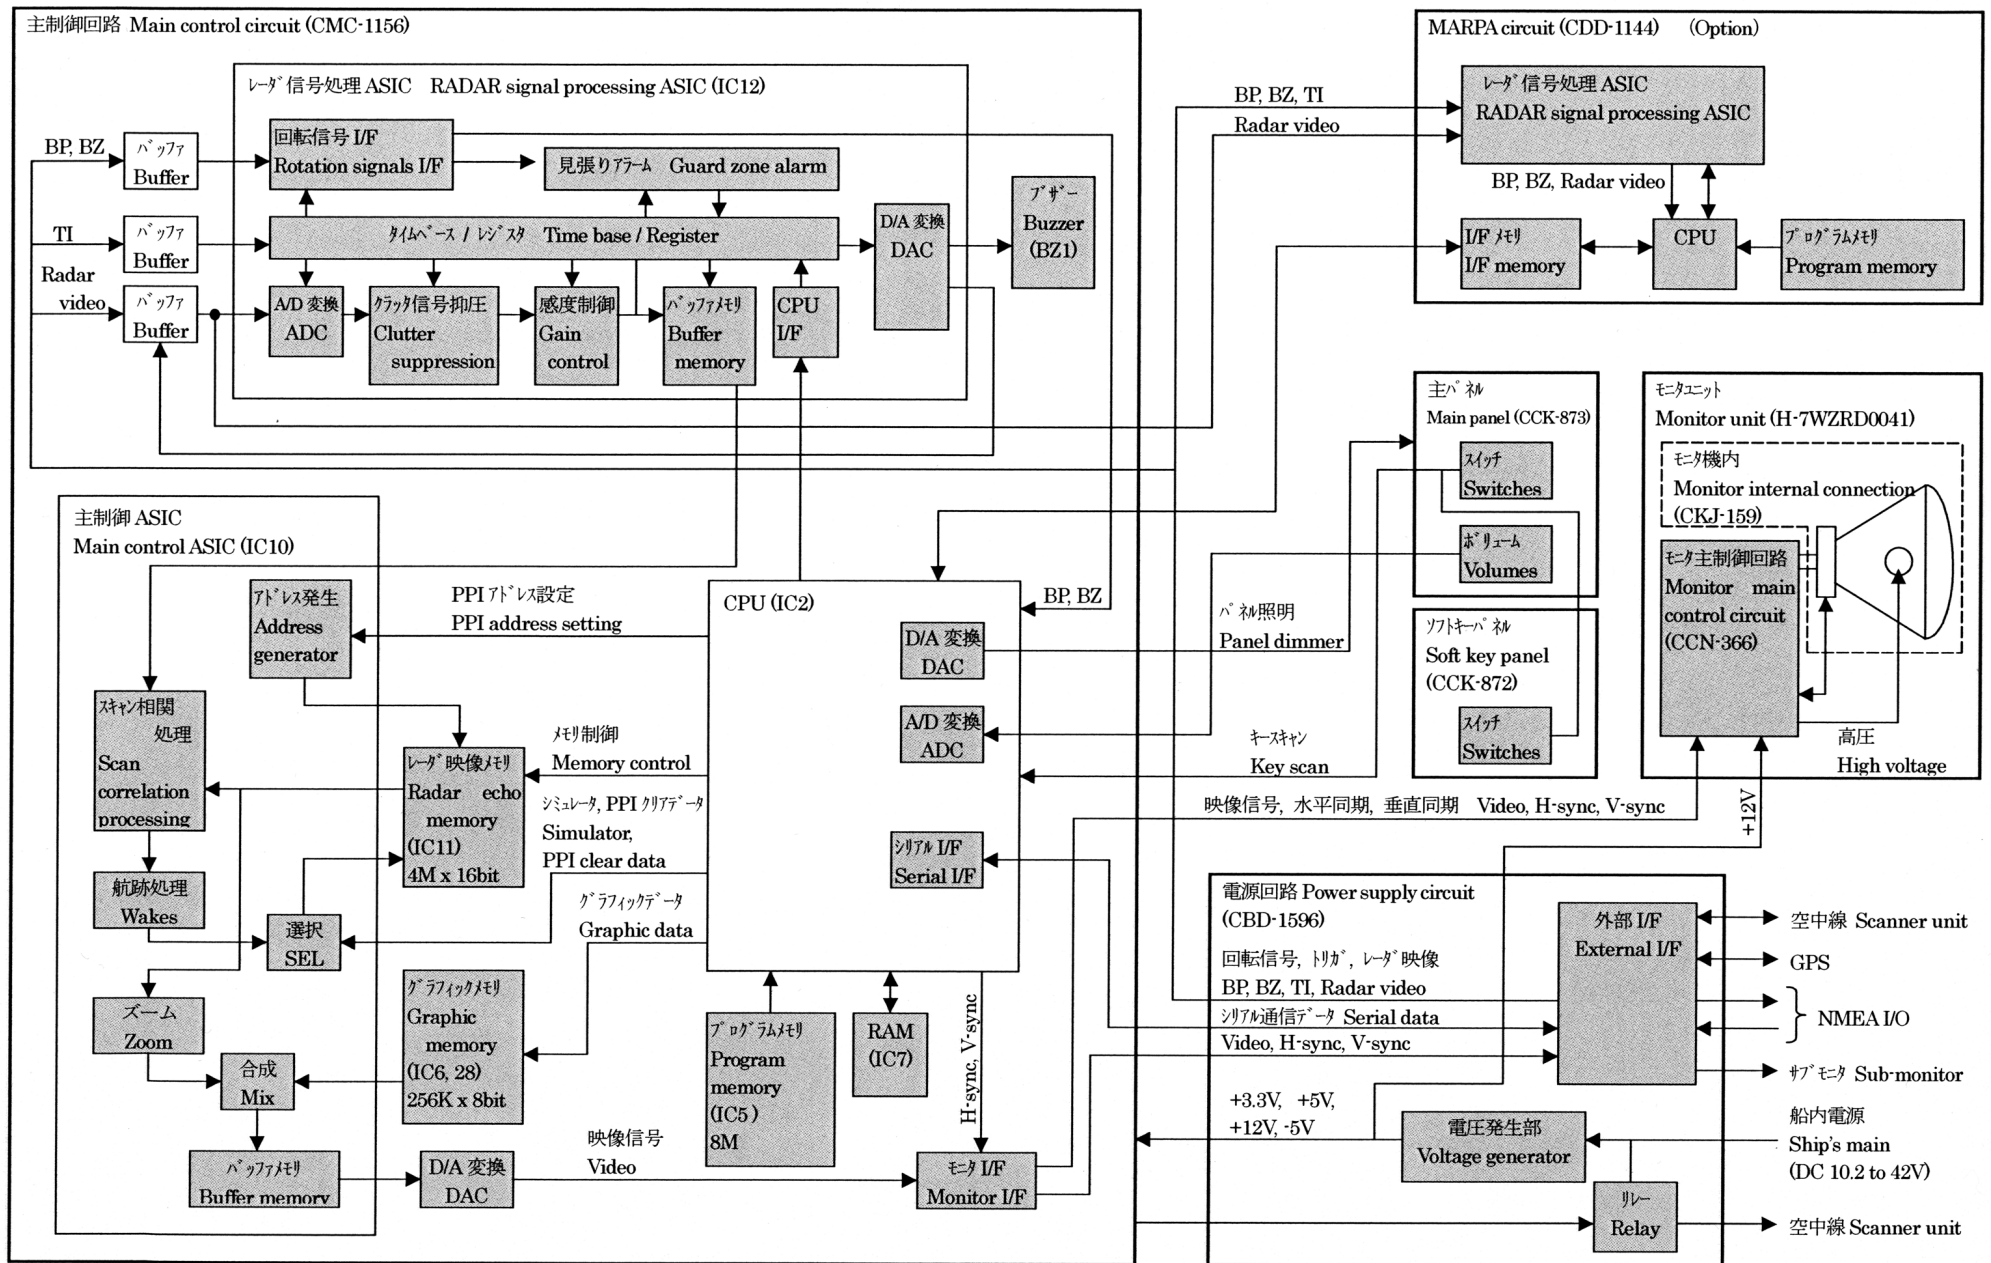 主制御回路 Main control circuit (CMC-1156)
ﾚｰﾀﾞ信号処理 ASIC RADAR signal processing ASIC (IC12)
BP, BZ
ﾊﾞｯﾌｧ
Buffer
回転信号 I/F
Rotation signals I/F
見張りｱﾗｰﾑ Guard zone alarm
TI
ﾊﾞｯﾌｧ
Buffer
ﾀｲﾑﾍﾞｰｽ / ﾚｼﾞｽﾀ Time base / Register
D/A 変換
DAC
ﾌﾞｻﾞｰ
Buzzer
(BZ1)
Radar
video
ﾊﾞｯﾌｧ
Buffer
A/D 変換
ADC
ｸﾗｯﾀ信号抑圧
Clutter
suppression
感度制御
Gain
control
ﾊﾞｯﾌｧﾒﾓﾘ
Buffer
memory
CPU
I/F
MARPA circuit (CDD-1144) (Option)
ﾚｰﾀﾞ信号処理 ASIC
RADAR signal processing ASIC
BP, BZ, TI
Radar video
BP, BZ, Radar video
I/F ﾒﾓﾘ
I/F memory
CPU
ﾌﾟﾛｸﾞﾗﾑﾒﾓﾘ
Program memory
主ﾊﾟﾈﾙ
Main panel (CCK-873)
ｽｲｯﾁ
Switches
ﾎﾞﾘｭｰﾑ
Volumes
ｿﾌﾄｷｰﾊﾟﾈﾙ
Soft key panel
(CCK-872)
ｽｲｯﾁ
Switches
ﾓﾆﾀﾕﾆｯﾄ
Monitor unit (H-7WZRD0041)
ﾓﾆﾀ機内
Monitor internal connection
(CKJ-159)
ﾓﾆﾀ主制御回路
Monitor main
control circuit
(CCN-366)
高圧
High voltage
+12V
主制御 ASIC
Main control ASIC (IC10)
ｱﾄﾞﾚｽ発生
Address
generator
PPI ｱﾄﾞﾚｽ設定
PPI address setting
CPU (IC2)
BP, BZ
D/A 変換
DAC
ﾊﾟﾈﾙ照明
Panel dimmer
A/D 変換
ADC
ｷｰｽｷｬﾝ
Key scan
ｽｷｬﾝ相関
処理
Scan
correlation
processing
ﾚｰﾀﾞ映像ﾒﾓﾘ
Radar echo
memory
(IC11)
4M x 16bit
ﾒﾓﾘ制御
Memory control
ｼﾐｭﾚｰﾀ, PPI ｸﾘｱﾃﾞｰﾀ
Simulator,
PPI clear data
映像信号, 水平同期, 垂直同期 Video, H-sync, V-sync
ｼﾘｱﾙ I/F
Serial I/F
航跡処理
Wakes
選択
SEL
ｸﾞﾗﾌｨｯｸﾃﾞｰﾀ
Graphic data
ズーム
Zoom
合成
Mix
ｸﾞﾗﾌｨｯｸﾒﾓﾘ
Graphic
memory
(IC6, 28)
256K x 8bit
ﾌﾟﾛｸﾞﾗﾑﾒﾓﾘ
Program
memory
(IC5 )
8M
RAM
(IC7)
H-sync, V-sync
ﾊﾞｯﾌｧﾒﾓﾘ
Buffer memory
D/A 変換
DAC
映像信号
Video
ﾓﾆﾀ I/F
Monitor I/F
電源回路 Power supply circuit
(CBD-1596)
外部 I/F
External I/F
回転信号, ﾄﾘｶﾞ, ﾚｰﾀﾞ映像
BP, BZ, TI, Radar video
ｼﾘｱﾙ通信ﾃﾞｰﾀ Serial data
Video, H-sync, V-sync
+3.3V, +5V,
+12V, -5V
電圧発生部
Voltage generator
ﾘﾚｰ
Relay
空中線 Scanner unit
GPS
NMEA I/O
ｻﾌﾞﾓﾆﾀ Sub-monitor
船内電源
Ship's main
(DC 10.2 to 42V)
空中線 Scanner unit